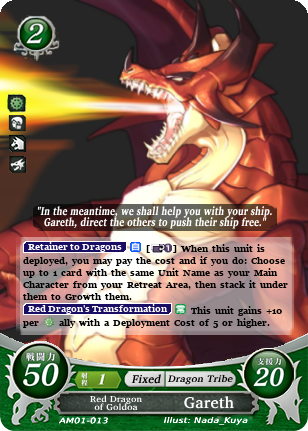 2
"In the meantime, we shall help you with your ship.
Gareth, direct the others to push their ship free."
Retainer to Dragons [1] When this unit is
deployed, you may pay the cost and if you do: Choose
up to 1 card with the same Unit Name as your Main
Character from your Retreat Area, then stack it under
them to Growth them.
Red Dragon's Transformation This unit gains +10
per ally with a Deployment Cost of 5 or higher.
戦闘力
50
射程
1
Fixed
Dragon Tribe
支援力
20
Red Dragon
of Goldoa
Gareth
AM01-013
Illust: Nada_Kuya